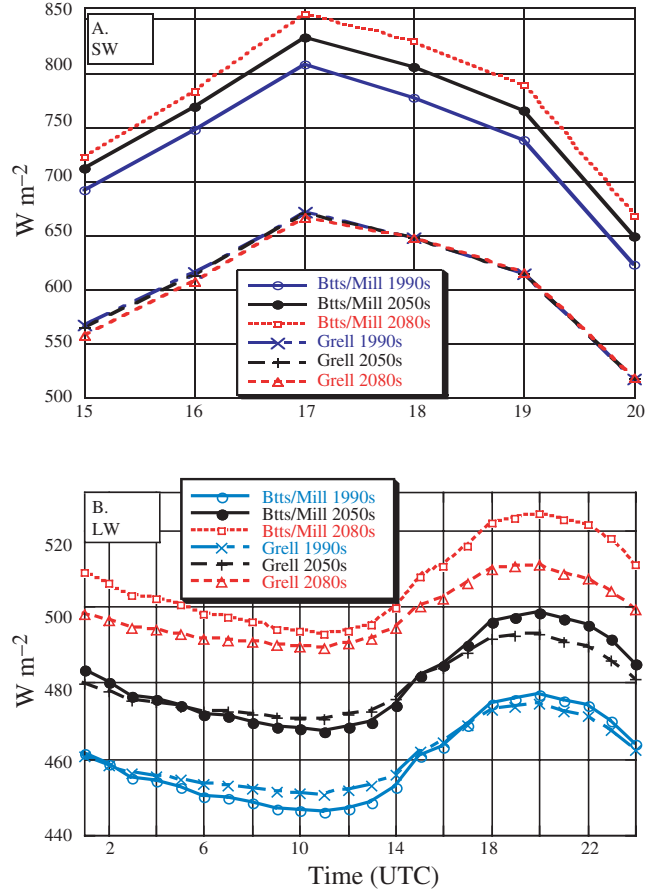 850
A.
SW
800
750
700
W m−2
650
600
550
500
Btts/Mill 1990s
Btts/Mill 2050s
Btts/Mill 2080s
Grell 1990s
Grell 2050s
Grell 2080s
15 16 17 18 19 20
B.
LW
Btts/Mill 1990s
Btts/Mill 2050s
Btts/Mill 2080s
Grell 1990s
Grell 2050s
Grell 2080s
520
500
W m−2
480
460
440
2 6 10 14 18 22
Time (UTC)